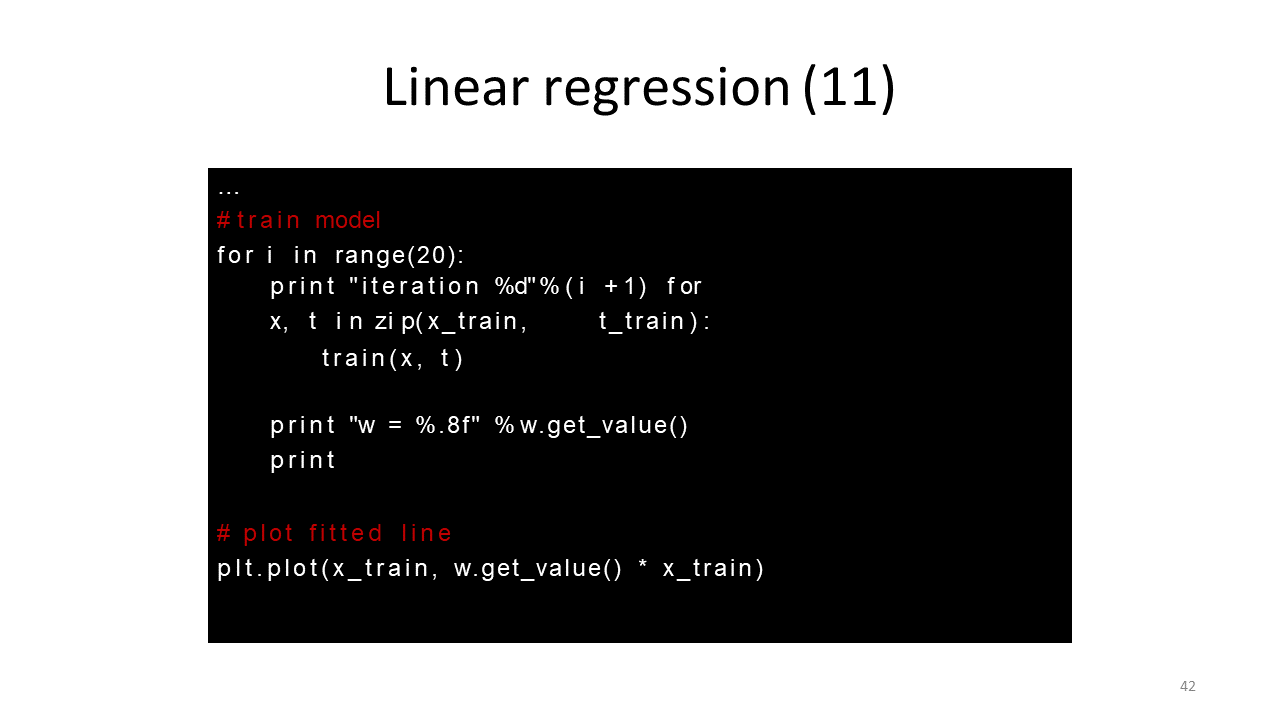 Linear regression (11)
...
# train model
for i in range(20):
print "iteration %d"% (i +1) for
x, t in zip(x_train, t_train):
train(x, t)
print "w = %.8f" % w.get_value()
print
# plot fitted line
plt.plot(x_train, w.get_value() * x_train)
42